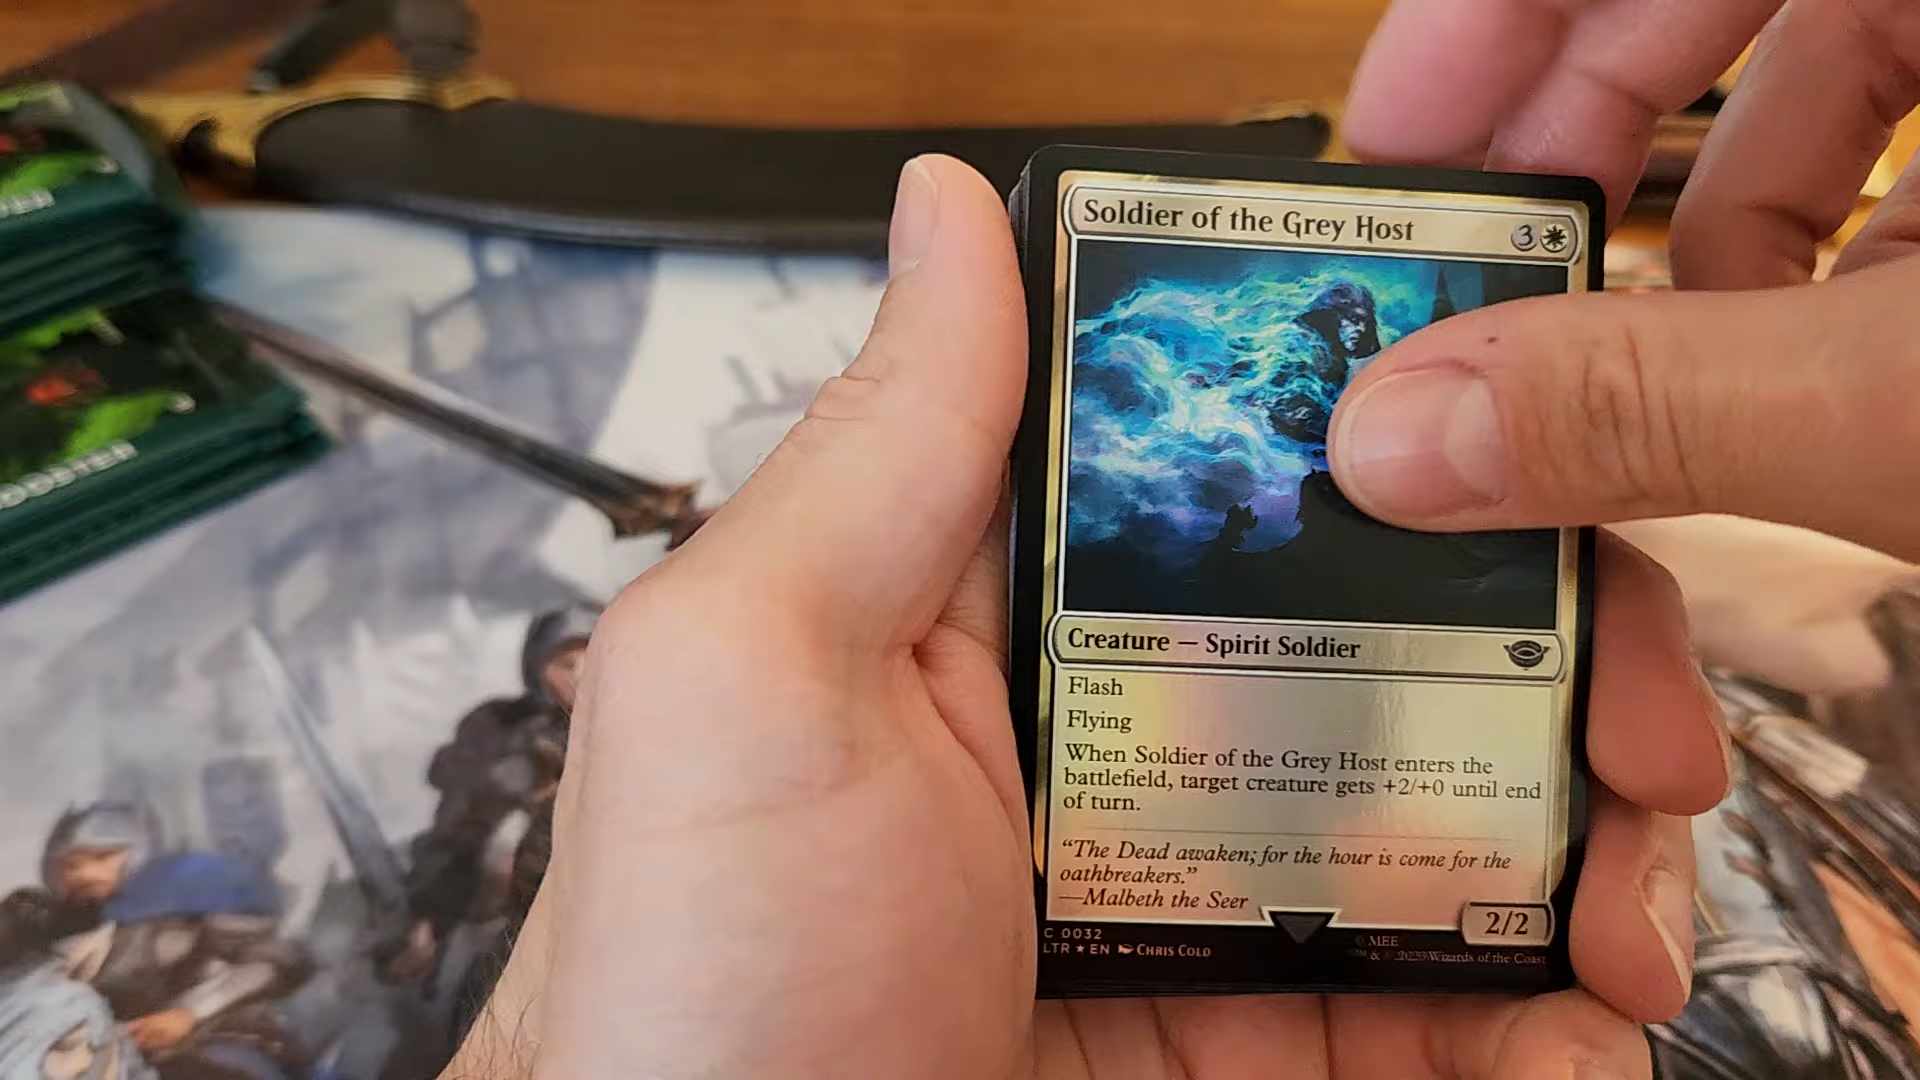 Soldier of the Grey Host 3
Creature — Spirit Soldier
Flash
Flying
When Soldier of the Grey Host enters the
battlefield, target creature gets +2/+0 until end
of turn.
“The Dead awaken; for the hour is come for the
oathbreakers.”
—Malbeth the Seer
2/2
C 0032
LTR ★ EN CHRIS COLD
MEE
& 2023 Wizards of the Coast
BOOSTER